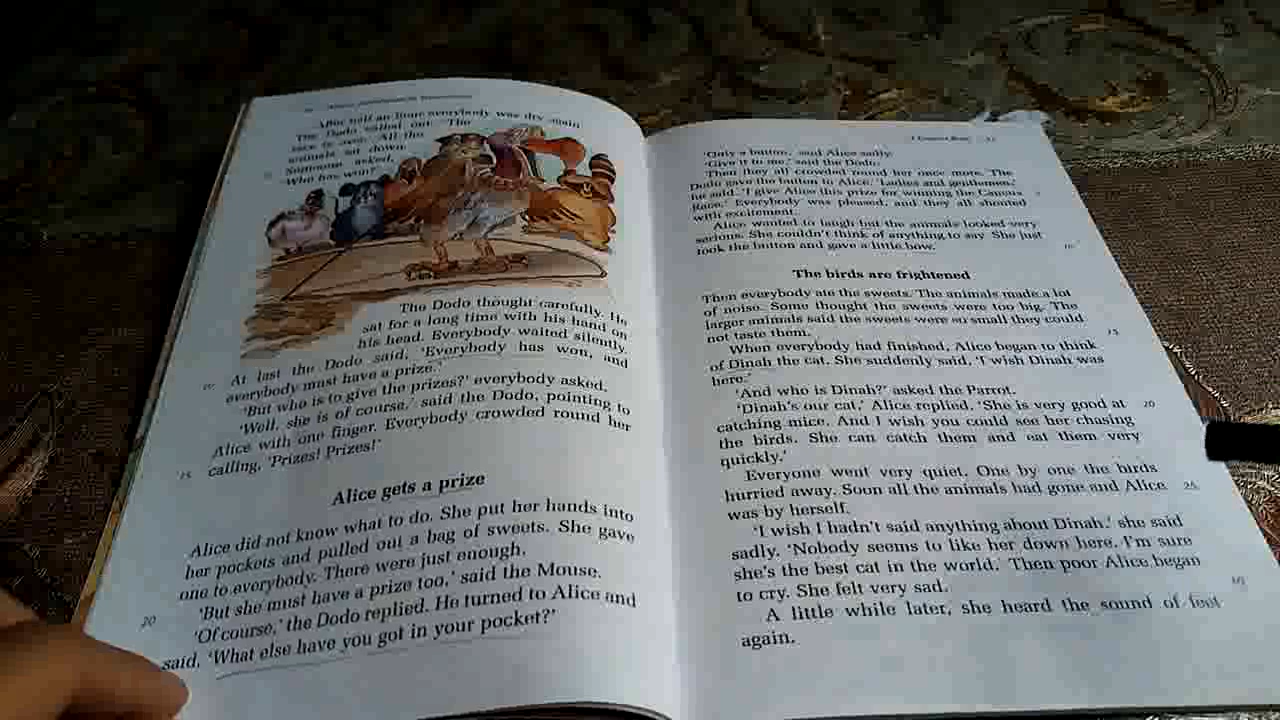 After half an hour everybody was dry again
The Dodo called out 'The
race is over.' All the
animals sat down
Someone asked,
Who has won
The Dodo thought carefully. He
sat for a long time with his hand on
his head. Everybody waited silently.
At last the Dodo said, 'Everybody has won, and
10
everybody must have a prize.'
'But who is to give the prizes?' everybody asked.
'Well, she is of course,' said the Dodo, pointing to
Alice with one finger. Everybody crowded round her
15 calling, 'Prizes! Prizes!'
Alice gets a prize
Alice did not know what to do. She put her hands into
her pockets and pulled out a bag of sweets. She gave
one to everybody. There were just enough.
20 'But she must have a prize too,' said the Mouse.
'Of course,' the Dodo replied. He turned to Alice and
said, 'What else have you got in your pocket?'
'Only a button,' said Alice sadly.
'Give it to me,' said the Dodo.
Then they all crowded round her once more. The
Dodo gave the button to Alice. 'Ladies and gentlemen,'
he said. 'I give Alice this prize for winning the Caucus
Race.' Everybody was pleased, and they all shouted
with excitement.
Alice wanted to laugh but the animals looked very
serious. She couldn't think of anything to say. She just
took the button and gave a little bow. 10
The birds are frightened
Then everybody ate the sweets. The animals made a lot
of noise. Some thought the sweets were too big. The
larger animals said the sweets were so small they could
not taste them. 15
When everybody had finished, Alice began to think
of Dinah the cat. She suddenly said, 'I wish Dinah was
here.'
'And who is Dinah?' asked the Parrot.
'Dinah's our cat,' Alice replied. 'She is very good at 20
catching mice. And I wish you could see her chasing
the birds. She can catch them and eat them very
quickly.'
Everyone went very quiet. One by one the birds
hurried away. Soon all the animals had gone and Alice 25
was by herself.
'I wish I hadn't said anything about Dinah,' she said
sadly. 'Nobody seems to like her down here. I'm sure
she's the best cat in the world.' Then poor Alice began
to cry. She felt very sad.
A little while later, she heard the sound of feet
again.